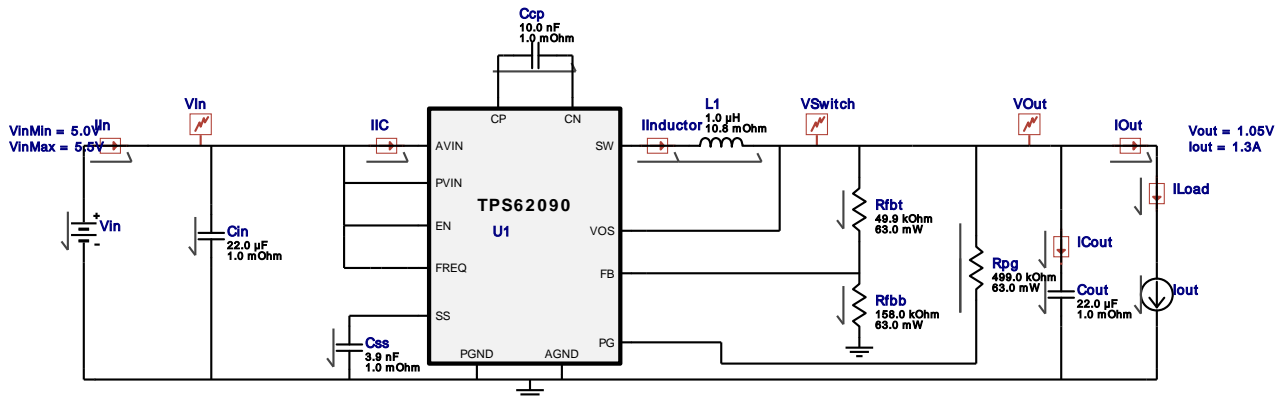 Ccp
10.0 nF
1.0 mOhm
CP
CN
VinMin = 5.0V
VinMax = 5.5V
IIn
VIn
IIC
IInductor
L1
1.0 µH
10.8 mOhm
VSwitch
VOut
IOut
Vout = 1.05V
Iout = 1.3A
AVIN
SW
PVIN
TPS62090
U1
EN
VOS
FREQ
FB
SS
PG
PGND
AGND
+
Vin
-
Cin
22.0 µF
1.0 mOhm
Css
3.9 nF
1.0 mOhm
Rfbt
49.9 kOhm
63.0 mW
Rfbb
158.0 kOhm
63.0 mW
Rpg
499.0 kOhm
63.0 mW
ICout
Cout
22.0 µF
1.0 mOhm
ILoad
Iout